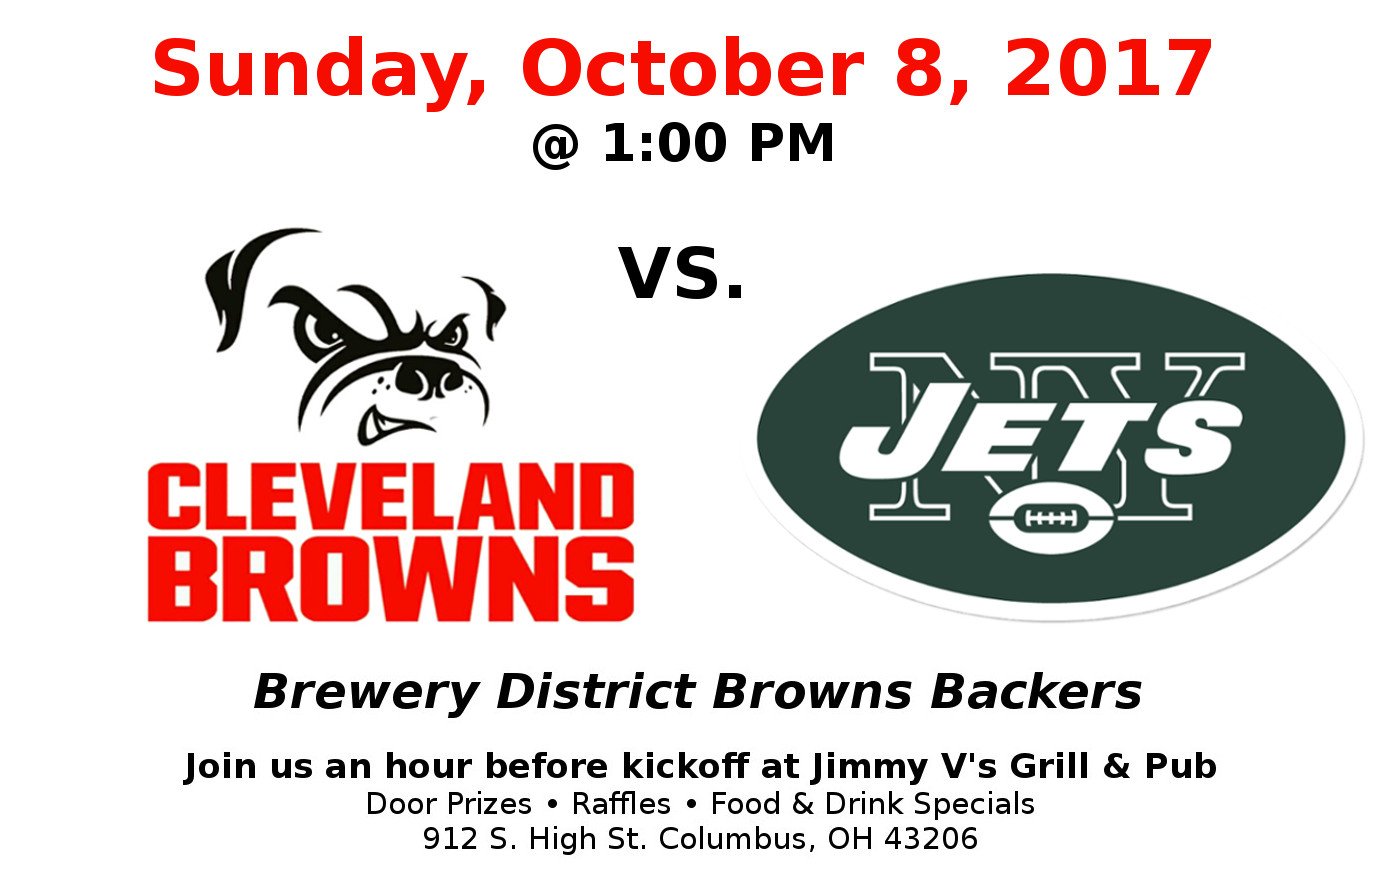 Sunday, October 8, 2017
@ 1:00 PM
VS.
CLEVELAND
BROWNS
NY
JETS
Brewery District Browns Backers
Join us an hour before kickoff at Jimmy V's Grill & Pub
Door Prizes • Raffles • Food & Drink Specials
912 S. High St. Columbus, OH 43206